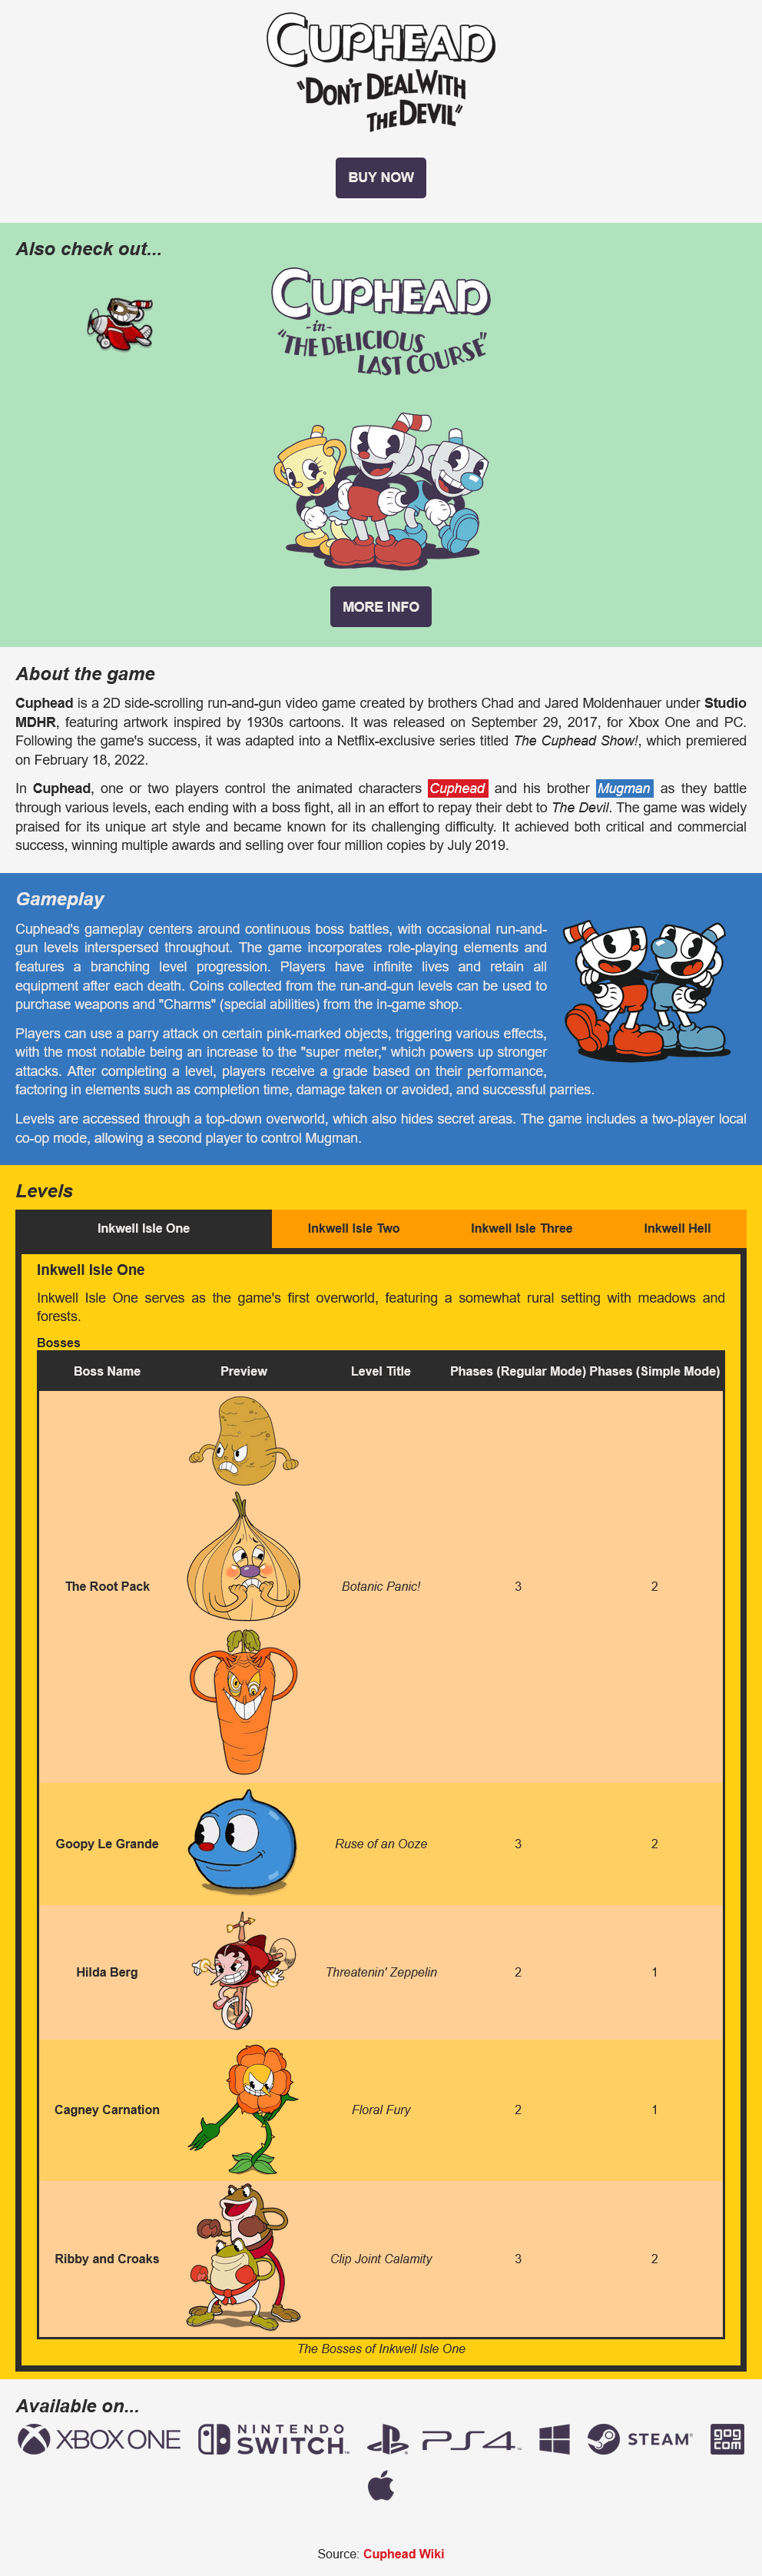 CUPHEAD
"DON'T DEAL WITH
THE DEVIL"
BUY NOW
Also check out...
CUPHEAD
-in-
"THE DELICIOUS
LAST COURSE"
MORE INFO
About the game
Cuphead is a 2D side-scrolling run-and-gun video game created by brothers Chad and Jared Moldenhauer under Studio
MDHR, featuring artwork inspired by 1930s cartoons. It was released on September 29, 2017, for Xbox One and PC.
Following the game's success, it was adapted into a Netflix-exclusive series titled The Cuphead Show!, which premiered
on February 18, 2022.
In Cuphead, one or two players control the animated characters Cuphead and his brother Mugman as they battle
through various levels, each ending with a boss fight, all in an effort to repay their debt to The Devil. The game was widely
praised for its unique art style and became known for its challenging difficulty. It achieved both critical and commercial
success, winning multiple awards and selling over four million copies by July 2019.
Gameplay
Cuphead's gameplay centers around continuous boss battles, with occasional run-and-
gun levels interspersed throughout. The game incorporates role-playing elements and
features a branching level progression. Players have infinite lives and retain all
equipment after each death. Coins collected from the run-and-gun levels can be used to
purchase weapons and "Charms" (special abilities) from the in-game shop.
Players can use a parry attack on certain pink-marked objects, triggering various effects,
with the most notable being an increase to the "super meter," which powers up stronger
attacks. After completing a level, players receive a grade based on their performance,
factoring in elements such as completion time, damage taken or avoided, and successful parries.
Levels are accessed through a top-down overworld, which also hides secret areas. The game includes a two-player local
co-op mode, allowing a second player to control Mugman.
Levels
Inkwell Isle One Inkwell Isle Two Inkwell Isle Three Inkwell Hell
Inkwell Isle One
Inkwell Isle One serves as the game's first overworld, featuring a somewhat rural setting with meadows and
forests.
Bosses
Boss Name Preview Level Title Phases (Regular Mode) Phases (Simple Mode)
The Root Pack Botanic Panic! 3 2
Goopy Le Grande Ruse of an Ooze 3 2
Hilda Berg Threatenin' Zeppelin 2 1
Cagney Carnation Floral Fury 2 1
Ribby and Croaks Clip Joint Calamity 3 2
The Bosses of Inkwell Isle One
Available on...
XBOX ONE NINTENDO SWITCH™ PS4™ STEAM® GOG COM
Source: Cuphead Wiki